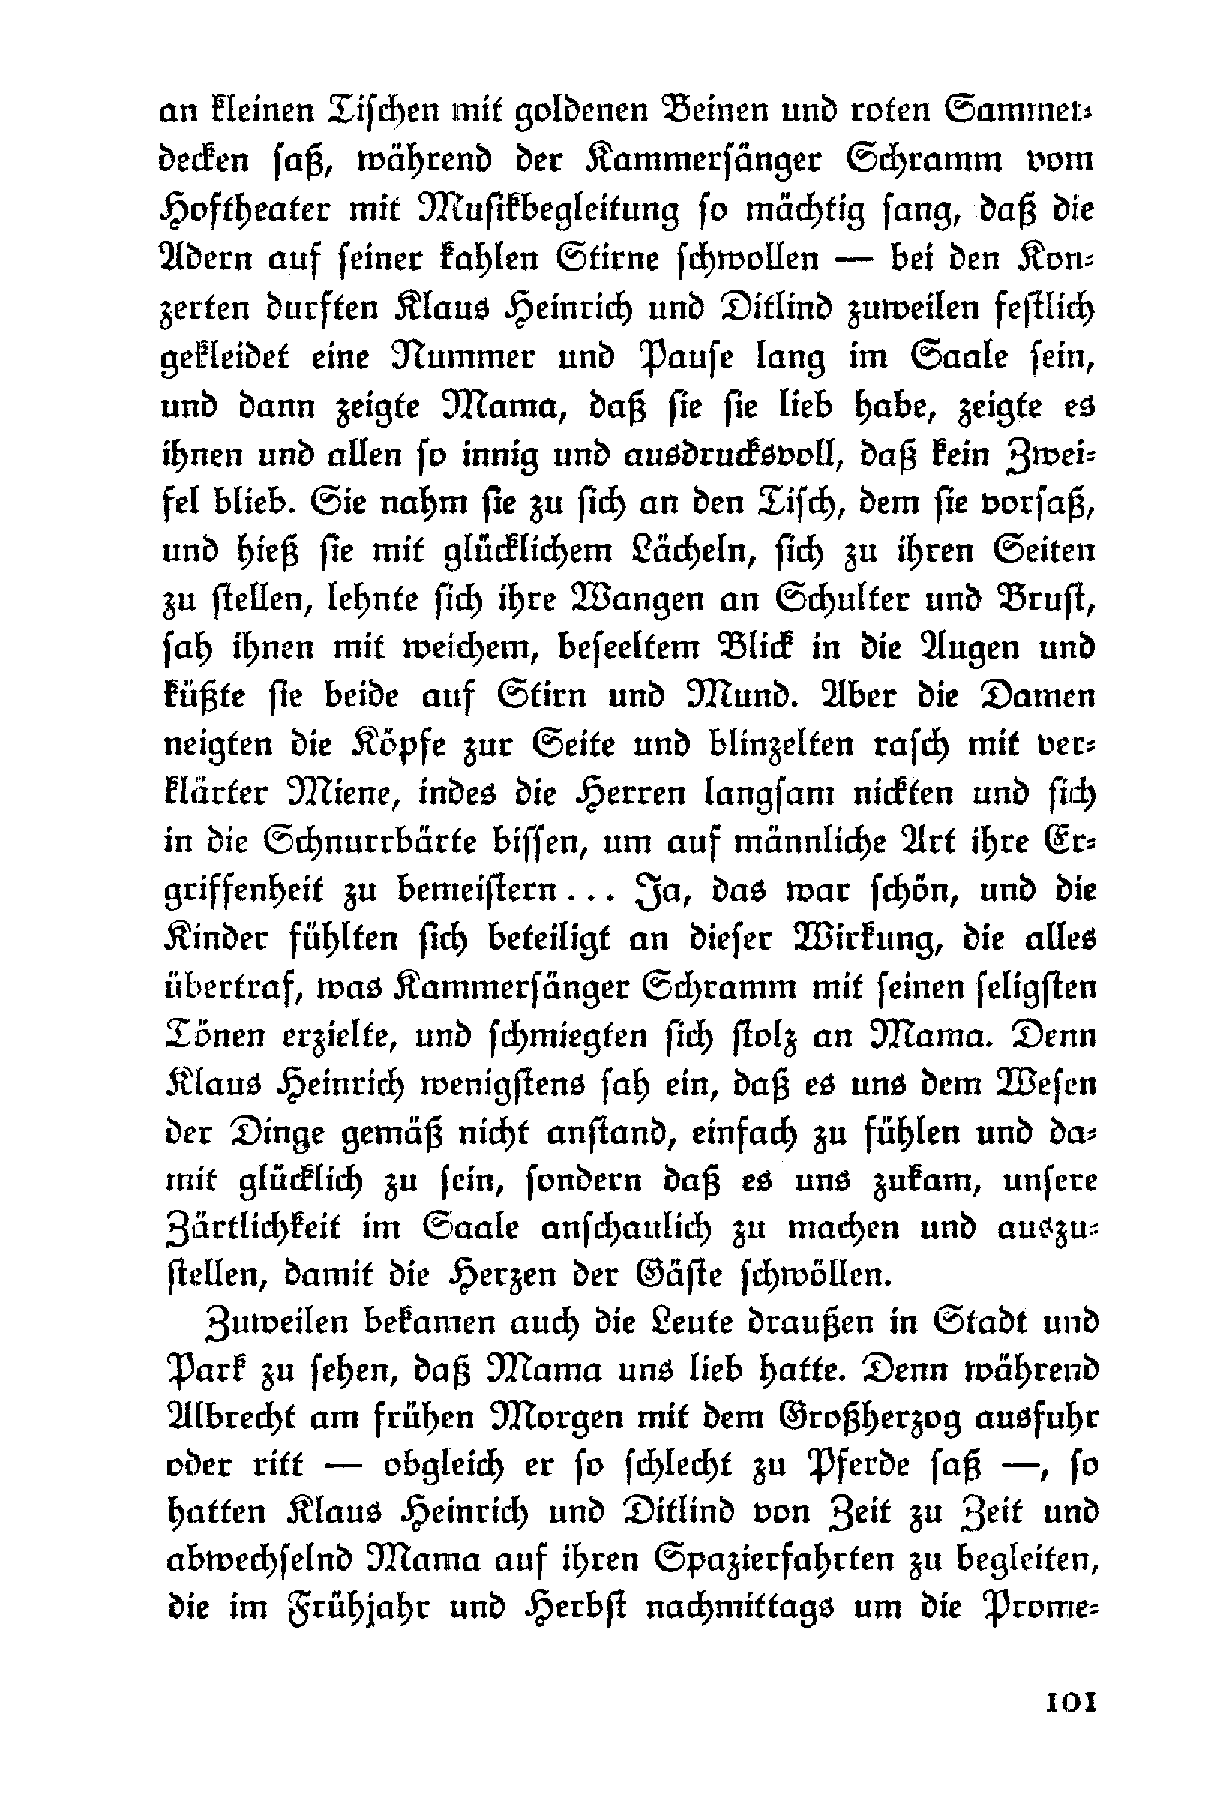 an kleinen Tischen mit goldenen Beinen und roten Sammet-
decken saß, während der Kammersänger Schramm vom
Hoftheater mit Musikbegleitung so mächtig sang, daß die
Adern auf seiner kahlen Stirne schwollen — bei den Kon-
zerten durften Klaus Heinrich und Ditlind zuweilen festlich
gekleidet eine Nummer und Pause lang im Saale sein,
und dann zeigte Mama, daß sie sie lieb habe, zeigte es
ihnen und allen so innig und ausdrucksvoll, daß kein Zwei-
fel blieb. Sie nahm sie zu sich an den Tisch, dem sie vorsaß,
und hieß sie mit glücklichem Lächeln, sich zu ihren Seiten
zu stellen, lehnte sich ihre Wangen an Schulter und Brust,
sah ihnen mit weichem, beseeltem Blick in die Augen und
küßte sie beide auf Stirn und Mund. Aber die Damen
neigten die Köpfe zur Seite und blinzelten rasch mit ver-
klärter Miene, indes die Herren langsam nickten und sich
in die Schnurrbärte bissen, um auf männliche Art ihre Er-
griffenheit zu bemeistern... Ja, das war schön, und die
Kinder fühlten sich beteiligt an dieser Wirkung, die alles
übertraf, was Kammersänger Schramm mit seinen seligsten
Tönen erzielte, und schmiegten sich stolz an Mama. Denn
Klaus Heinrich wenigstens sah ein, daß es uns dem Wesen
der Dinge gemäß nicht anstand, einfach zu fühlen und da-
mit glücklich zu sein, sondern daß es uns zukam, unsere
Zärtlichkeit im Saale anschaulich zu machen und auszu-
stellen, damit die Herzen der Gäste schwöllen.
Zuweilen bekamen auch die Leute draußen in Stadt und
Park zu sehen, daß Mama uns lieb hatte. Denn während
Albrecht am frühen Morgen mit dem Großherzog ausfuhr
oder ritt — obgleich er so schlecht zu Pferde saß —, so
hatten Klaus Heinrich und Ditlind von Zeit zu Zeit und
abwechselnd Mama auf ihren Spazierfahrten zu begleiten,
die im Frühjahr und Herbst nachmittags um die Prome-
101